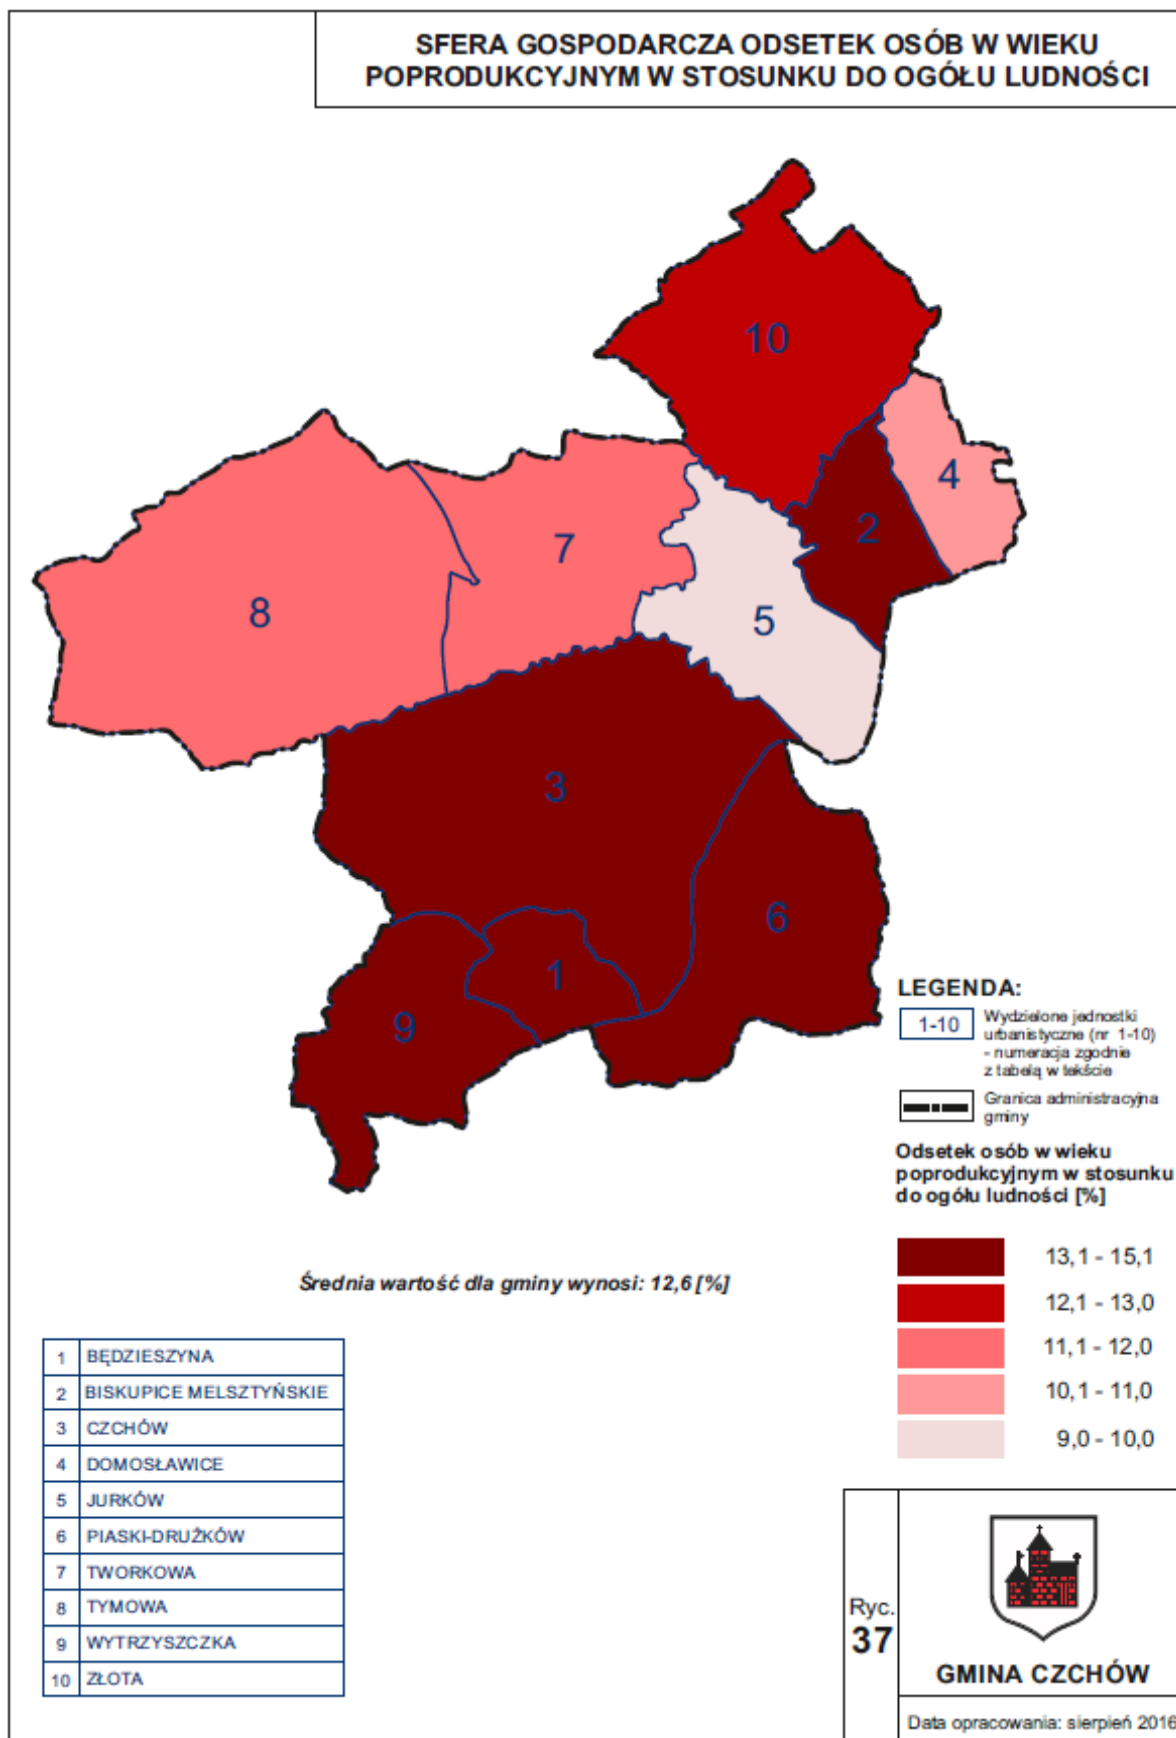 SFERA GOSPODARCZA ODSETEK OSÓB W WIEKU
POPRODUKCYJNYM W STOSUNKU DO OGÓŁU LUDNOŚCI
10
4
2
7
8
5
3
6
1
9
LEGENDA:
1-10 Wydzielone jednostki
urbanistyczne (nr 1-10)
- numeracja zgodnie
z tabelą w tekście
Granica administracyjna
gminy
Odsetek osób w wieku
poprodukcyjnym w stosunku
do ogółu ludności [%]
13,1 - 15,1
12,1 - 13,0
11,1 - 12,0
10,1 - 11,0
9,0 - 10,0
Średnia wartość dla gminy wynosi: 12,6 [%]
1 BĘDZIESZYNA
2 BISKUPICE MELSZTYŃSKIE
3 CZCHÓW
4 DOMOSŁAWICE
5 JURKÓW
6 PIASKI-DRUŻKÓW
7 TWORKOWA
8 TYMOWA
9 WYTRZYSZCZKA
10 ZŁOTA
Ryc.
37
GMINA CZCHÓW
Data opracowania: sierpień 2016